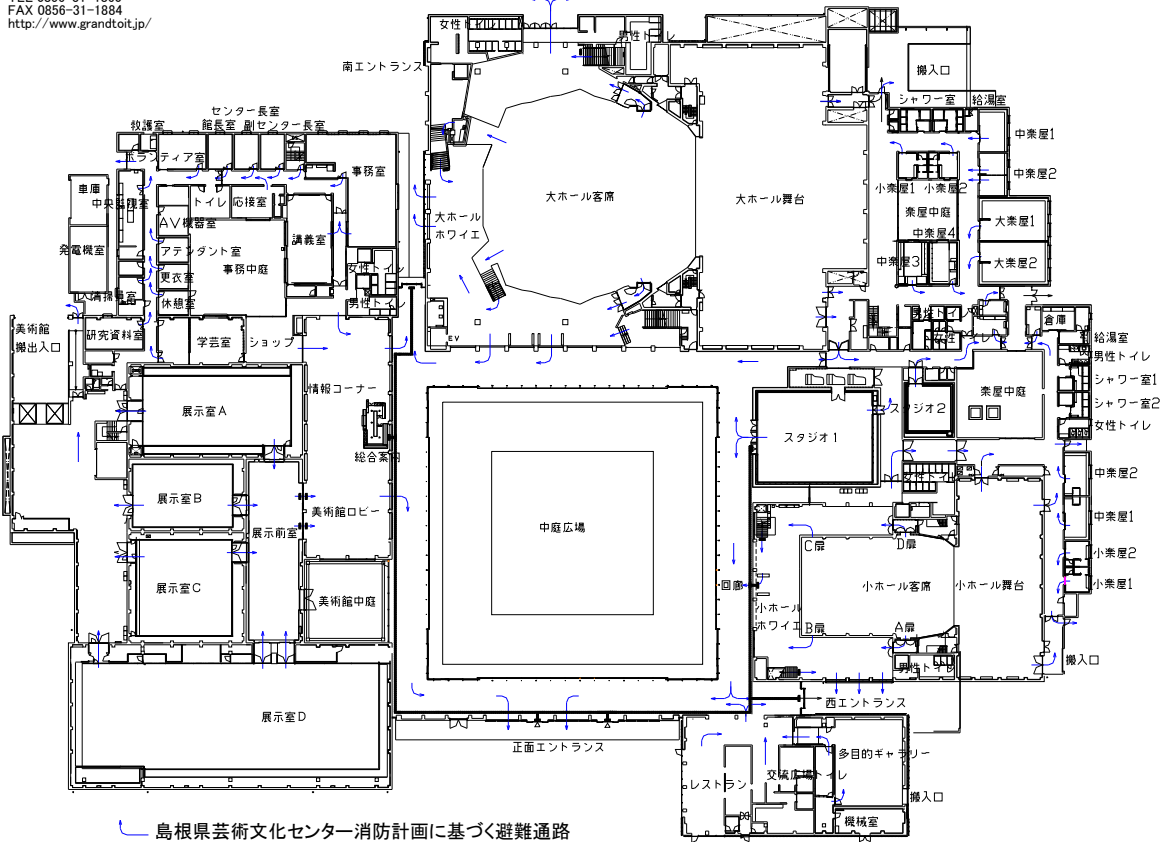 FAX 0856-31-1884
http://www.grandtoit.jp/
女性トイレ
男性トイレ
南エントランス
搬入口
シャワー室
給湯室
センター長室
館長室
副センター長室
救護室
ボランティア室
事務室
中楽屋1
中楽屋2
車庫
中央監視室
トイレ
応接室
大ホール客席
大ホール舞台
小楽屋1
小楽屋2
楽屋中庭
大ホール
ホワイエ
AV機器室
講義室
中楽屋4
大楽屋1
発電機室
アテンダント室
事務中庭
中楽屋3
大楽屋2
女性トイレ
更衣室
清掃員室
休憩室
男性トイレ
男性トイレ
倉庫
美術館
搬出入口
研究資料室
学芸室
ショップ
EV
女性トイレ
給湯室
男性トイレ
情報コーナー
シャワー室1
展示室A
スタジオ2
楽屋中庭
シャワー室2
スタジオ1
女性トイレ
総合案内
女性トイレ
中楽屋2
展示室B
美術館ロビー
中庭広場
中楽屋1
展示前室
C扉
D扉
小楽屋2
展示室C
回廊
小ホール客席
小ホール舞台
小楽屋1
美術館中庭
小ホール
ホワイエ
B扉
A扉
男性トイレ
搬入口
展示室D
西エントランス
正面エントランス
多目的ギャラリー
レストラン
交流広場
トイレ
搬入口
機械室
島根県芸術文化センター消防計画に基づく避難通路